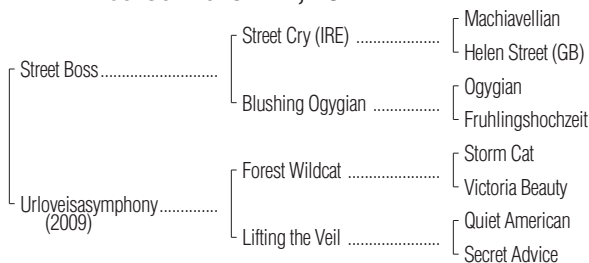 Machiavellian
Street Cry (IRE) ....................
Helen Street (GB)
Street Boss............................
Ogygian
Blushing Ogygian ................
Fruhlingshochzeit
Storm Cat
Forest Wildcat ......................
Victoria Beauty
Urloveisasymphony..............
(2009)
Quiet American
Lifting the Veil ......................
Secret Advice